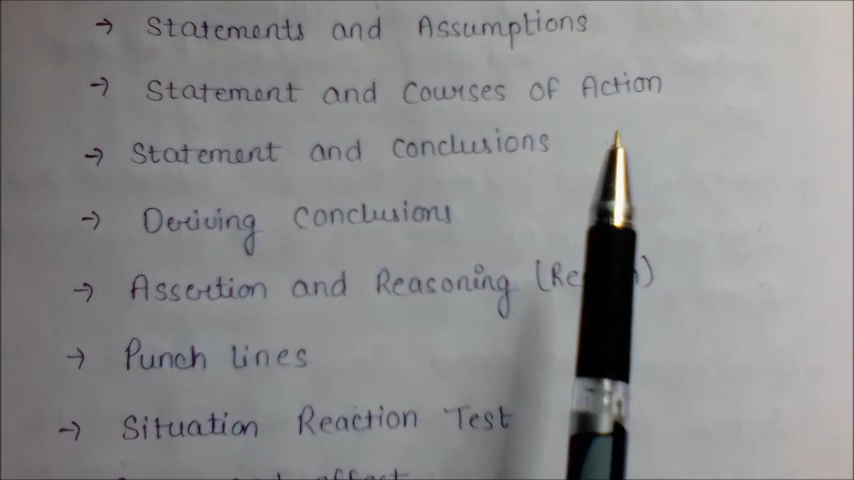 → Statements and Assumptions
→ Statement and Courses of Action
→ Statement and Conclusions
→ Deriving Conclusions
→ Assertion and Reasoning
→ Punch lines
→ Situation Reaction Test
effect